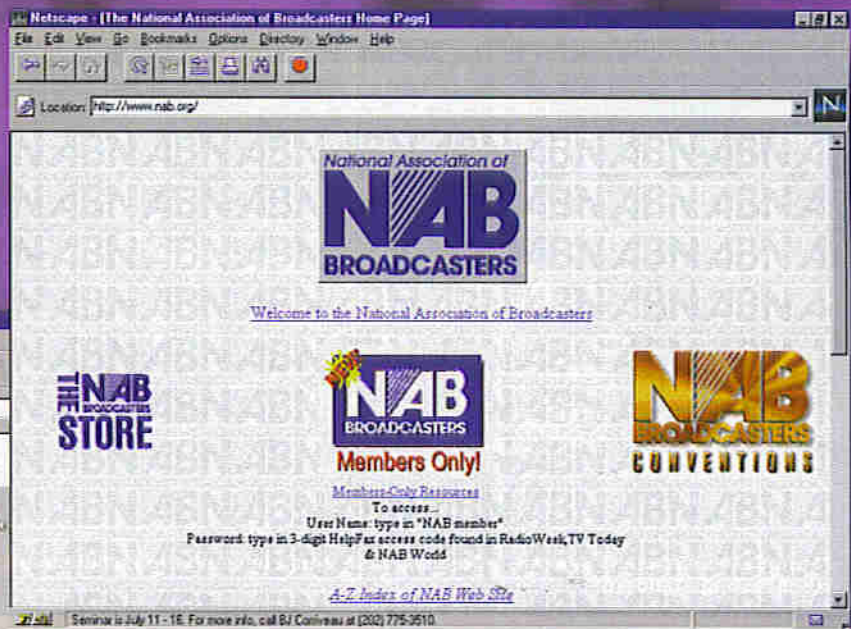 Netscape - [The National Association of Broadcasters Home Page]
File Edit View Go Bookmarks Options Directory Window Help
Location: http://www.nab.org/
N
National Association of
NAB
BROADCASTERS
Welcome to the National Association of Broadcasters
THE NAB
BROADCASTERS
STORE
NEW!
NAB
BROADCASTERS
Members Only!
NAB
BROADCASTERS
CONVENTIONS
Members-Only Resources
To access...
User Name: type in "NAB member"
Password: type in 3-digit HelpFax access code found in RadioWeek, TV Today
& NAB World
A-Z Index of NAB Web Site
Seminar is July 11 - 16. For more info, call BJ Corriveau at (202) 775-3510.